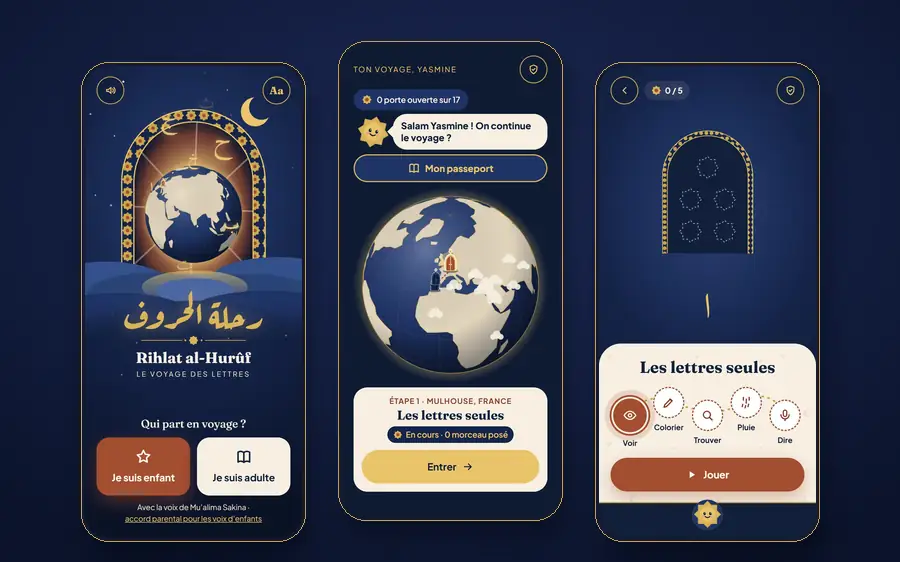 Aa
ح
رحلة الحروف
Rihlat al-Hurûf
LE VOYAGE DES LETTRES
Qui part en voyage ?
Je suis enfant
Je suis adulte
Avec la voix de Mu'alima Sakina ·
accord parental pour les voix d'enfants
TON VOYAGE, YASMINE
0 porte ouverte sur 17
Salam Yasmine ! On continue
le voyage ?
Mon passeport
ÉTAPE 1 · MULHOUSE, FRANCE
Les lettres seules
En cours · 0 morceau posé
Entrer →
0 / 5
ا
Les lettres seules
Voir
Colorier
Trouver
Pluie
Dire
Jouer